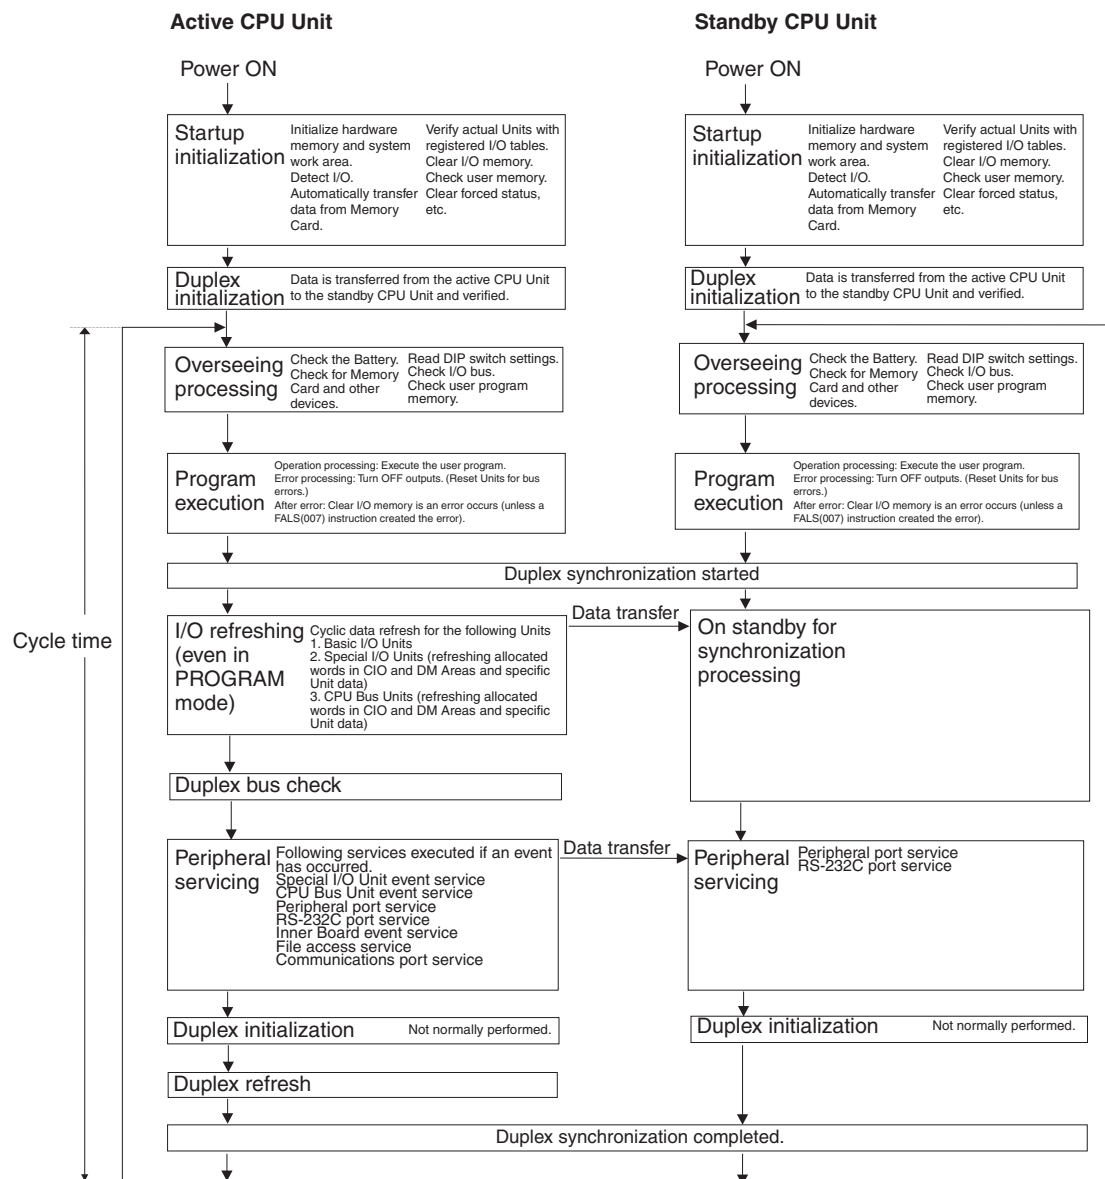 Active CPU Unit
Standby CPU Unit
Power ON
Power ON
Startup
initialization
Initialize hardware
memory and system
work area.
Detect I/O.
Automatically transfer
data from Memory
Card.
Verify actual Units with
registered I/O tables.
Clear I/O memory.
Check user memory.
Clear forced status,
etc.
Startup
initialization
Initialize hardware
memory and system
work area.
Detect I/O.
Automatically transfer
data from Memory
Card.
Verify actual Units with
registered I/O tables.
Clear I/O memory.
Check user memory.
Clear forced status,
etc.
Duplex
initialization
Data is transferred from the active CPU Unit
to the standby CPU Unit and verified.
Duplex
initialization
Data is transferred from the active CPU Unit
to the standby CPU Unit and verified.
Overseeing
processing
Check the Battery.
Check for Memory
Card and other
devices.
Read DIP switch settings.
Check I/O bus.
Check user program
memory.
Overseeing
processing
Check the Battery.
Check for Memory
Card and other
devices.
Read DIP switch settings.
Check I/O bus.
Check user program
memory.
Program
execution
Operation processing: Execute the user program.
Error processing: Turn OFF outputs. (Reset Units for bus
errors.)
After error: Clear I/O memory is an error occurs (unless a
FALS(007) instruction created the error).
Program
execution
Operation processing: Execute the user program.
Error processing: Turn OFF outputs. (Reset Units for bus
errors.)
After error: Clear I/O memory is an error occurs (unless a
FALS(007) instruction created the error).
Duplex synchronization started
Cycle time
I/O refreshing
(even in
PROGRAM
mode)
Cyclic data refresh for the following Units
1. Basic I/O Units
2. Special I/O Units (refreshing allocated
words in CIO and DM Areas and specific
Unit data)
3. CPU Bus Units (refreshing allocated
words in CIO and DM Areas and specific
Unit data)
Data transfer
On standby for
synchronization
processing
Duplex bus check
Peripheral
servicing
Following services executed if an event
has occurred.
Special I/O Unit event service
CPU Bus Unit event service
Peripheral port service
RS-232C port service
Inner Board event service
File access service
Communications port service
Data transfer
Peripheral
servicing
Peripheral port service
RS-232C port service
Duplex initialization
Not normally performed.
Duplex initialization
Not normally performed.
Duplex refresh
Duplex synchronization completed.